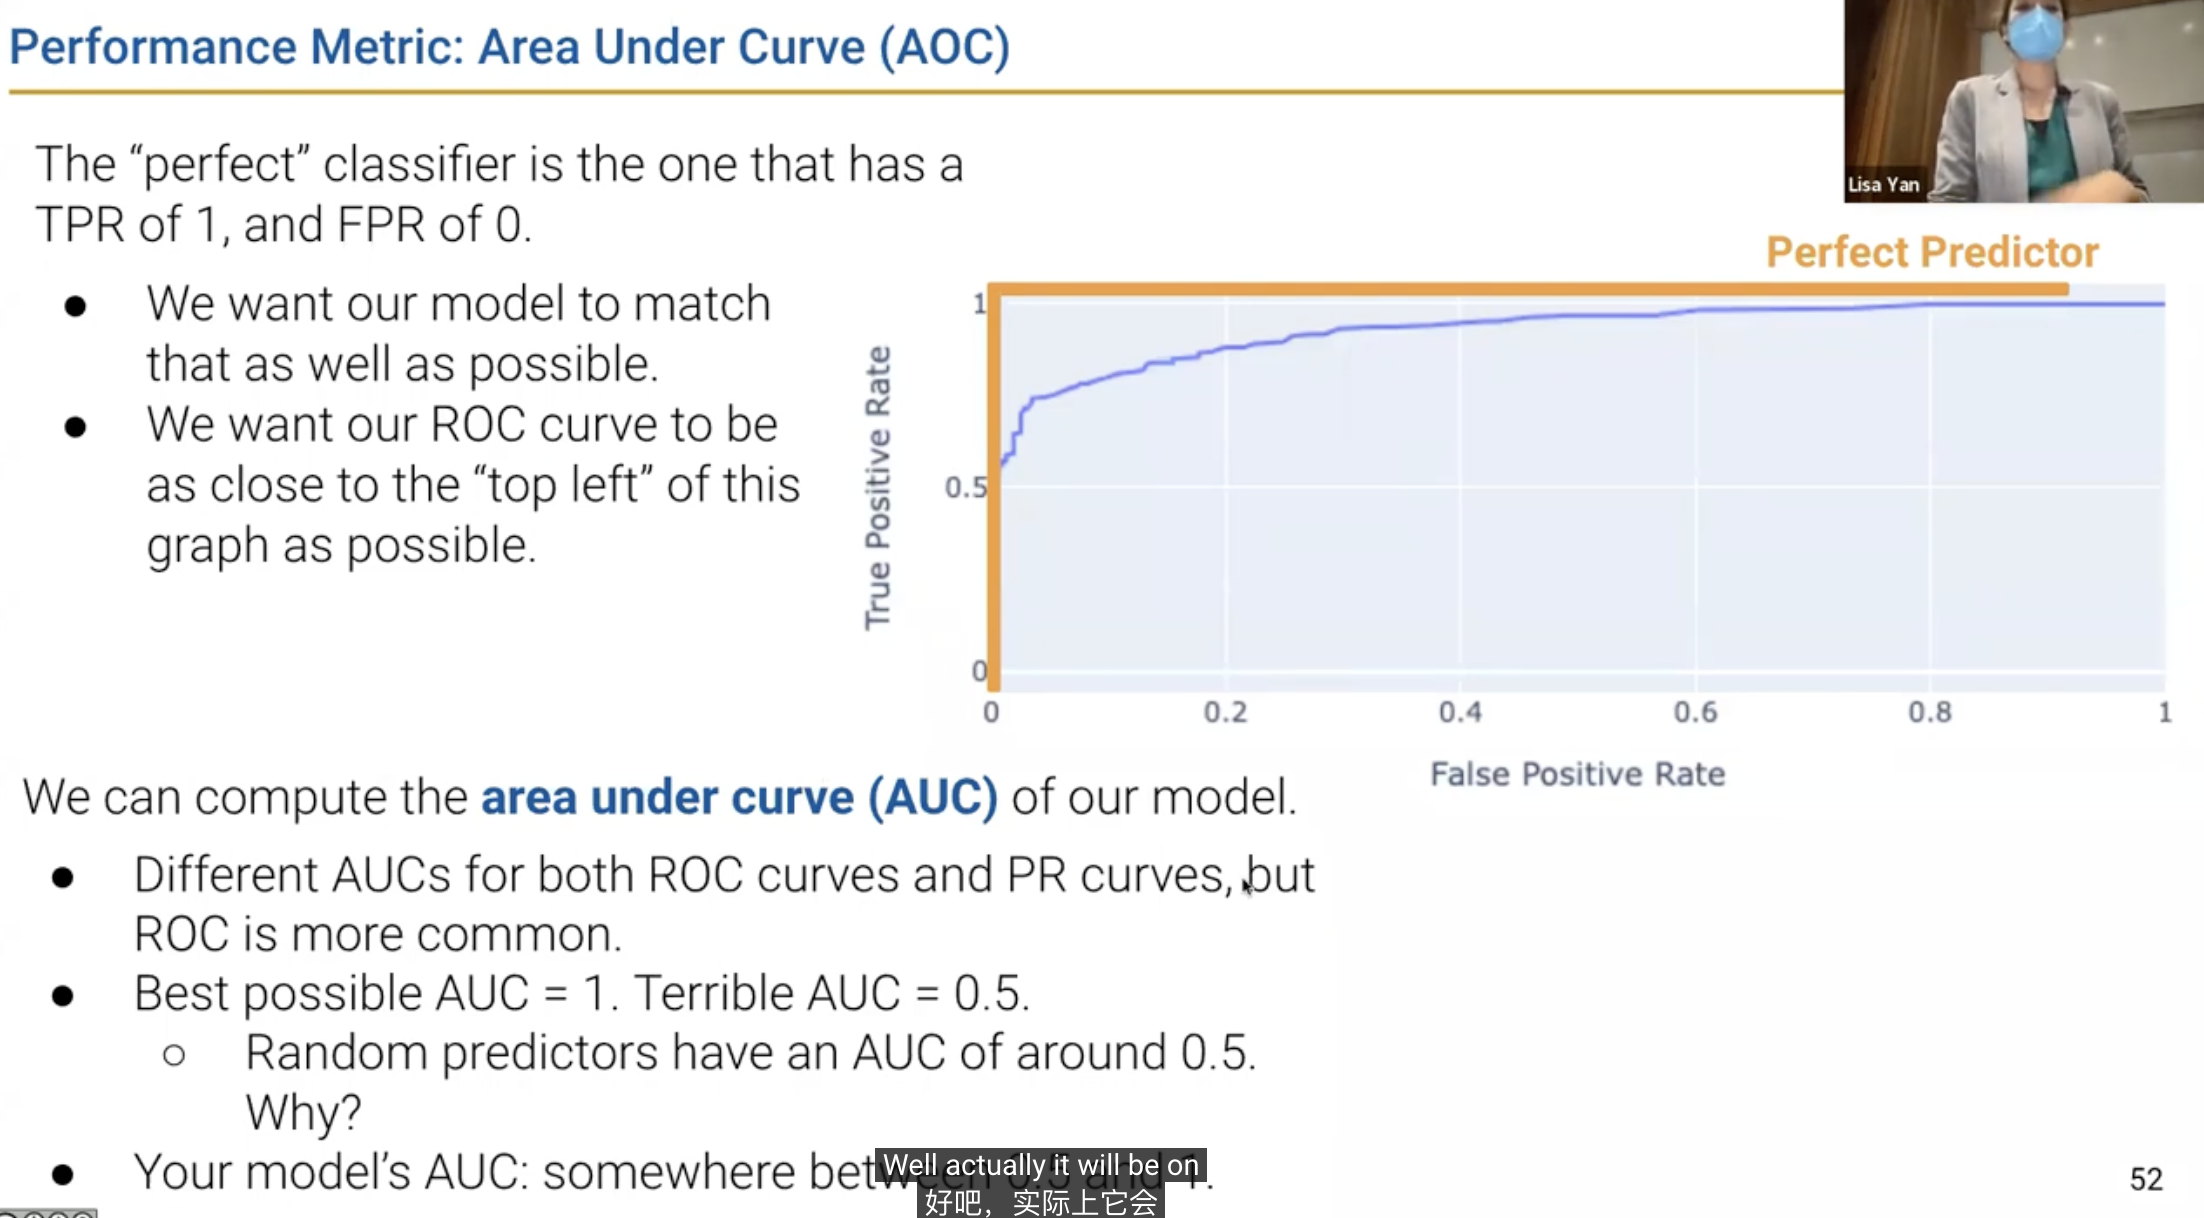 Performance Metric: Area Under Curve (AOC)
Lisa Yan
The “perfect” classifier is the one that has a
TPR of 1, and FPR of 0.
● We want our model to match
that as well as possible.
● We want our ROC curve to be
as close to the “top left” of this
graph as possible.
Perfect Predictor
True Positive Rate
1
0.5
0
0 0.2 0.4 0.6 0.8 1
False Positive Rate
We can compute the area under curve (AUC) of our model.
● Different AUCs for both ROC curves and PR curves, but
ROC is more common.
● Best possible AUC = 1. Terrible AUC = 0.5.
○ Random predictors have an AUC of around 0.5.
Why?
● Your model’s AUC: somewhere between 0.5 and 1.
Well actually it will be on
好吧，实际上它会
52